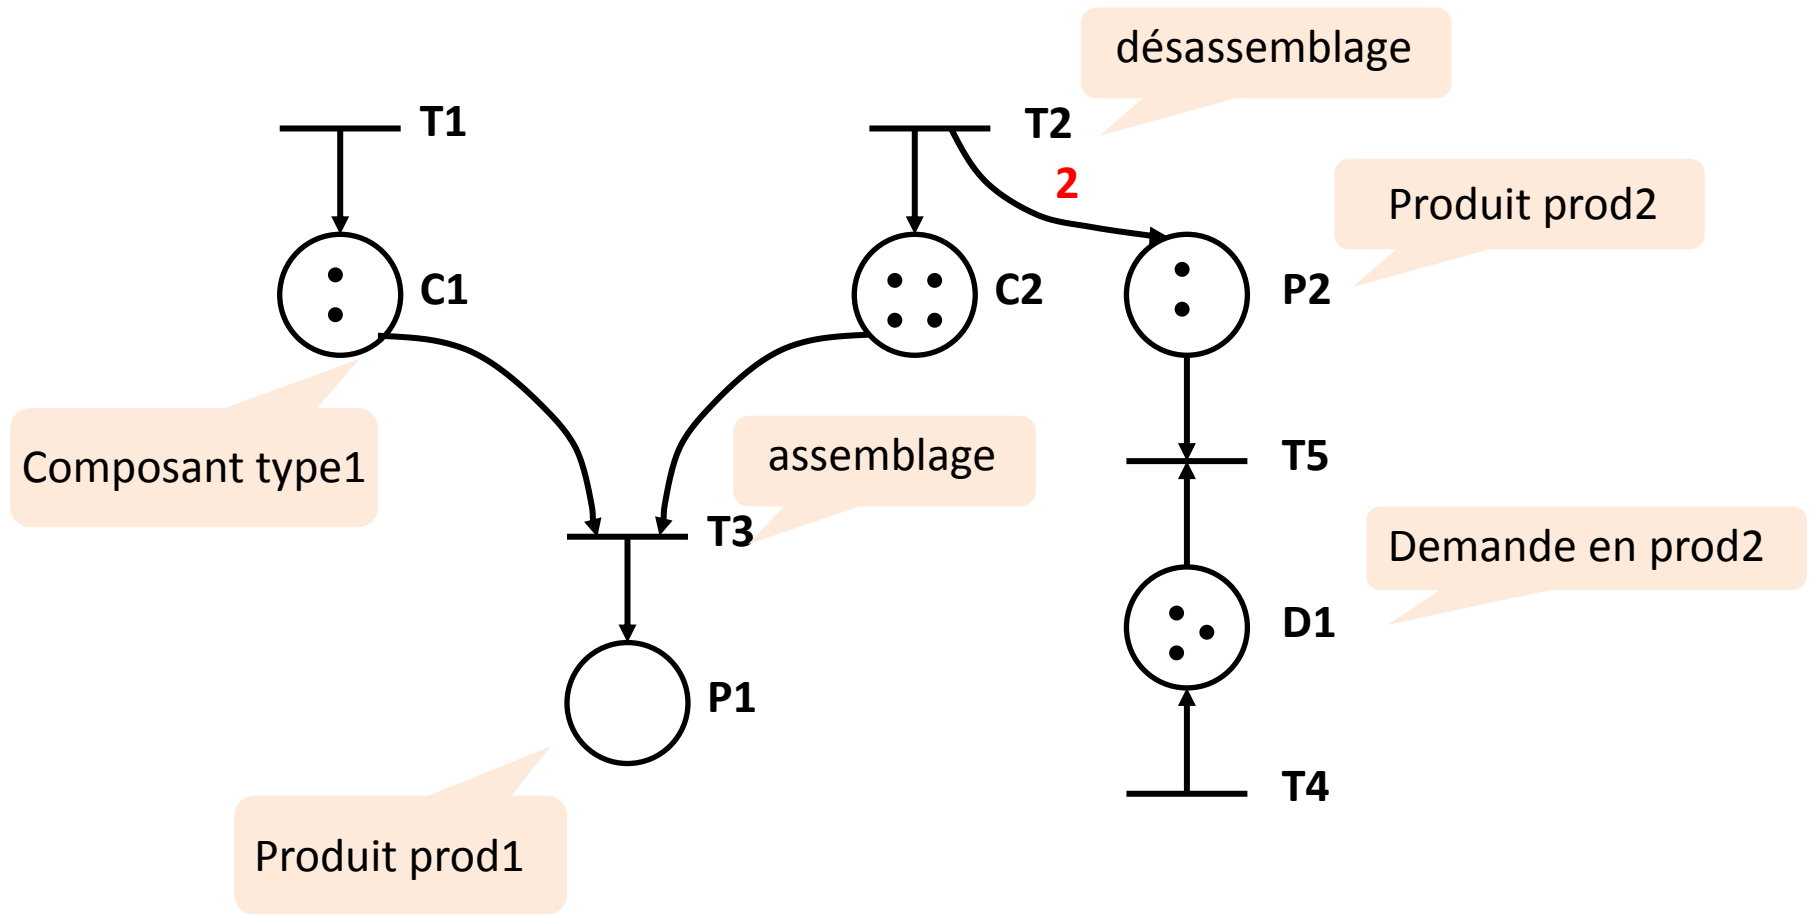 désassemblage
T1
T2
2
Produit prod2
C1
C2
P2
Composant type1
assemblage
T5
T3
Demande en prod2
D1
P1
T4
Produit prod1